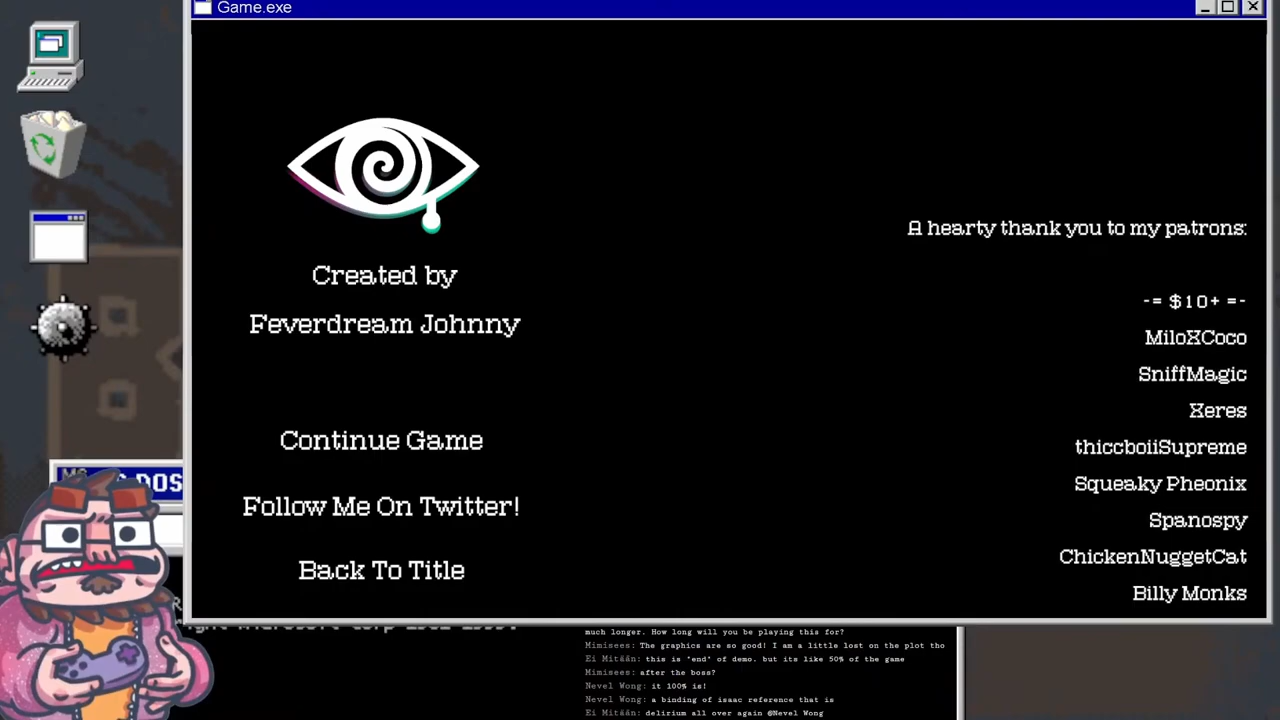 Game.exe
Created by
Feverdream Johnny
Continue Game
Follow Me On Twitter!
Back To Title
A hearty thank you to my patrons:
-= $10+ =-
MiloXCoco
SniffMagic
Xeres
thiccboiiSupreme
Squeaky Pheonix
Spanospy
ChickenNuggetCat
Billy Monks
DOS
much longer. How long will you be playing this for?
Mimisees: The graphics are so good! I am a little lost on the plot tho
Ei Mitään: this is "end" of demo. but its like 50% of the game
Mimisees: after the boss?
Nevel Wong: it 100% is!
Nevel Wong: a binding of isaac reference that is
Ei Mitään: delirium all over again @Nevel Wong